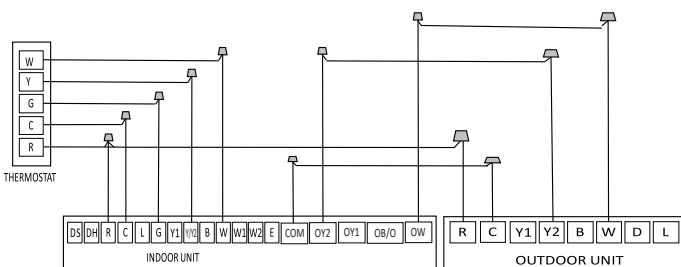 W
Y
G
C
R
THERMOSTAT
DS DH R C L G Y1 Y/Y2 B W W1 W2 E COM OY2 OY1 OB/O OW
INDOOR UNIT
R C Y1 Y2 B W D L
OUTDOOR UNIT